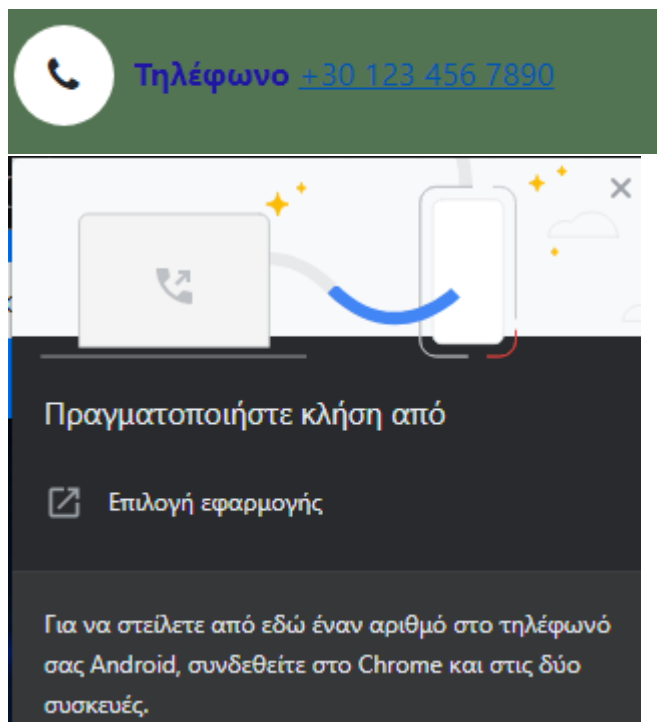 Τηλέφωνο +30 123 456 7890
Πραγματοποιήστε κλήση από
Επιλογή εφαρμογής
Για να στείλετε από εδώ έναν αριθμό στο τηλέφωνό
σας Android, συνδεθείτε στο Chrome και στις δύο
συσκευές.